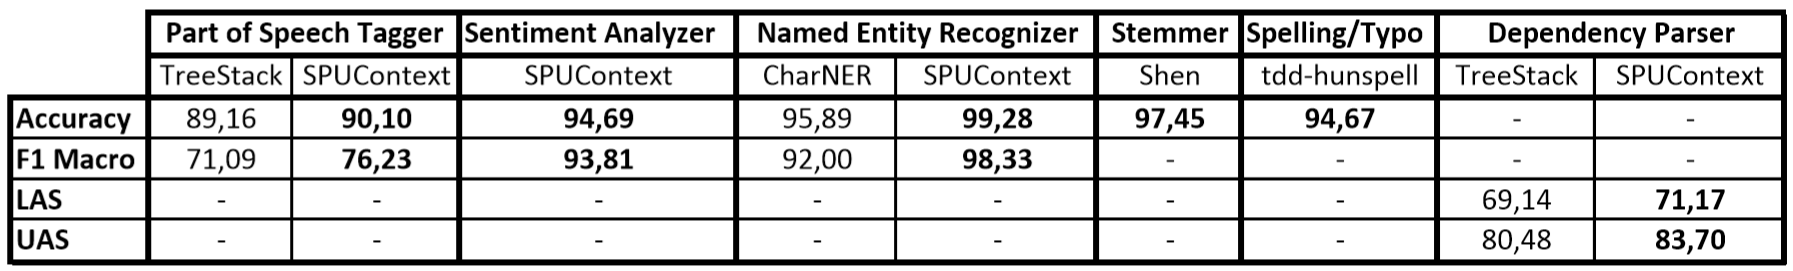 Part of Speech Tagger Sentiment Analyzer Named Entity Recognizer Stemmer Spelling/Typo Dependency Parser
TreeStack SPUContext SPUContext CharNER SPUContext Shen tdd-hunspell TreeStack SPUContext
Accuracy 89,16 90,10 94,69 95,89 99,28 97,45 94,67 - -
F1 Macro 71,09 76,23 93,81 92,00 98,33 - - - -
LAS - - - - - - - 69,14 71,17
UAS - - - - - - - 80,48 83,70